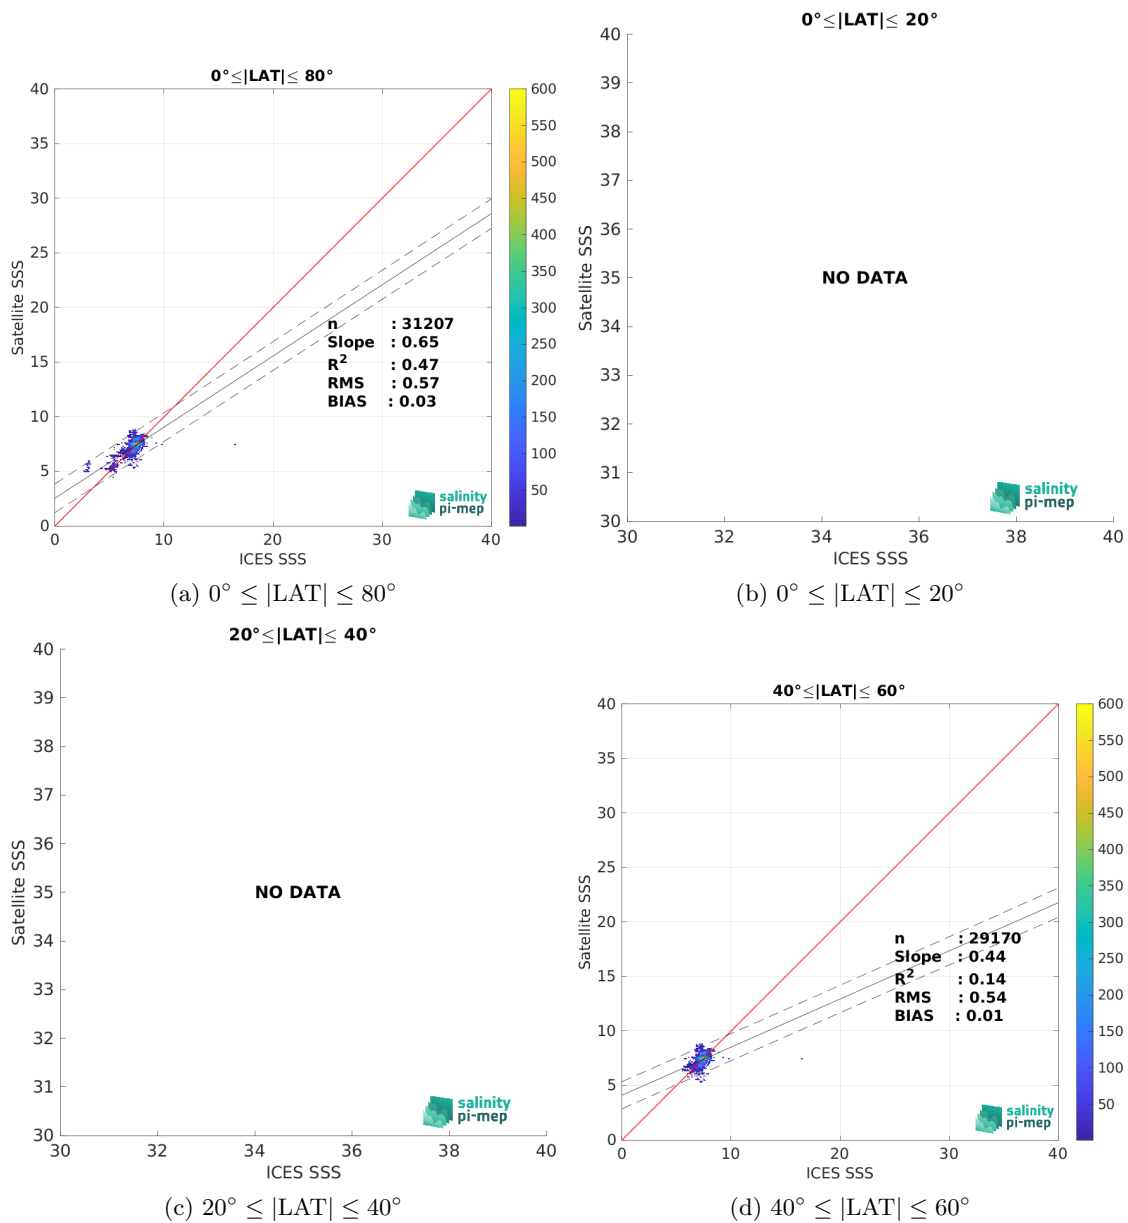 0°≤|LAT|≤ 80°
40
35
30
25
20
15
10
5
0
0
10
20
30
40
Satellite SSS
ICES SSS
n : 31207
Slope : 0.65
R² : 0.47
RMS : 0.57
BIAS : 0.03
salinity
pi-mep
600
550
500
450
400
350
300
250
200
150
100
50
(a) 0° ≤ |LAT| ≤ 80°
0°≤|LAT|≤ 20°
40
39
38
37
36
35
34
33
32
31
30
30
32
34
36
38
40
Satellite SSS
ICES SSS
NO DATA
salinity
pi-mep
(b) 0° ≤ |LAT| ≤ 20°
20°≤|LAT|≤ 40°
40
39
38
37
36
35
34
33
32
31
30
30
32
34
36
38
40
Satellite SSS
ICES SSS
NO DATA
salinity
pi-mep
(c) 20° ≤ |LAT| ≤ 40°
40°≤|LAT|≤ 60°
40
35
30
25
20
15
10
5
0
0
10
20
30
40
Satellite SSS
ICES SSS
n : 29170
Slope : 0.44
R² : 0.14
RMS : 0.54
BIAS : 0.01
salinity
pi-mep
600
550
500
450
400
350
300
250
200
150
100
50
(d) 40° ≤ |LAT| ≤ 60°